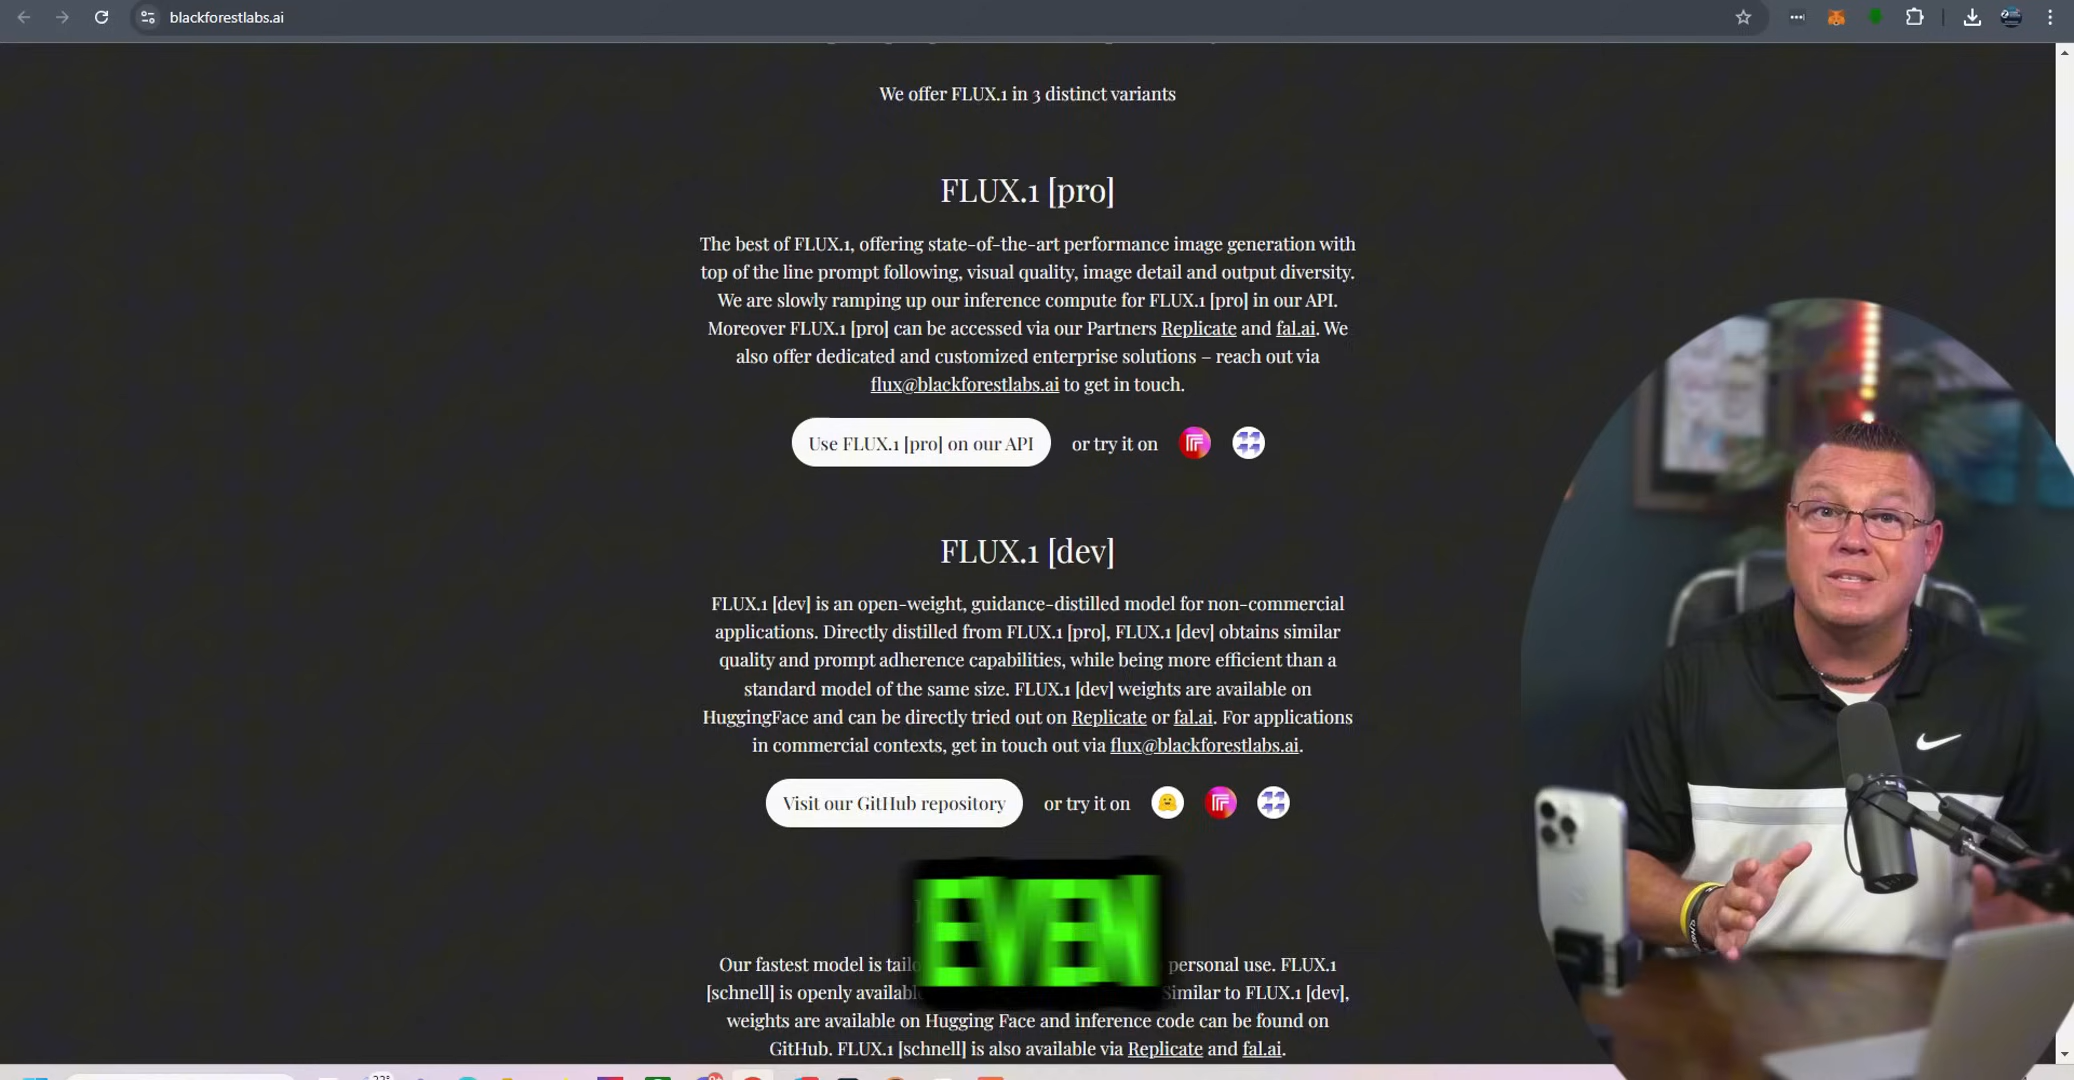 blackforestlabs.ai
We offer FLUX.1 in 3 distinct variants
FLUX.1 [pro]
The best of FLUX.1, offering state-of-the-art performance image generation with
top of the line prompt following, visual quality, image detail and output diversity.
We are slowly ramping up our inference compute for FLUX.1 [pro] in our API.
Moreover FLUX.1 [pro] can be accessed via our Partners Replicate and fal.ai. We
also offer dedicated and customized enterprise solutions – reach out via
flux@blackforestlabs.ai to get in touch.
Use FLUX.1 [pro] on our API or try it on
FLUX.1 [dev]
FLUX.1 [dev] is an open-weight, guidance-distilled model for non-commercial
applications. Directly distilled from FLUX.1 [pro], FLUX.1 [dev] obtains similar
quality and prompt adherence capabilities, while being more efficient than a
standard model of the same size. FLUX.1 [dev] weights are available on
HuggingFace and can be directly tried out on Replicate or fal.ai. For applications
in commercial contexts, get in touch out via flux@blackforestlabs.ai.
Visit our GitHub repository or try it on
EVEN
Our fastest model is personal use. FLUX.1
[schnell] is openly Similar to FLUX.1 [dev],
weights are available on Hugging Face and inference code can be found on
GitHub. FLUX.1 [schnell] is also available via Replicate and fal.ai.